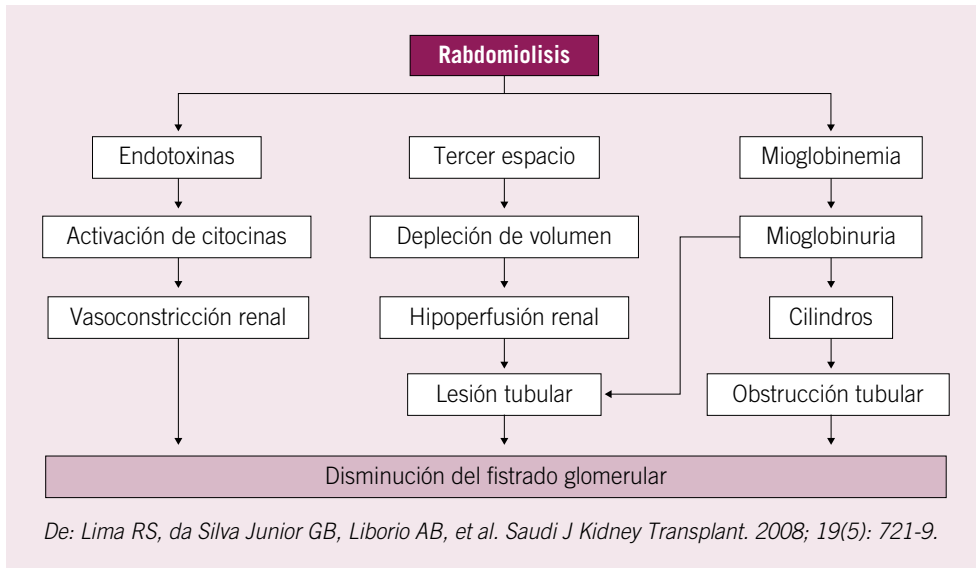 Rabdomiolisis
Endotoxinas
Tercer espacio
Mioglobinemia
Activación de citocinas
Depleción de volumen
Mioglobinuria
Vasoconstricción renal
Hipoperfusión renal
Cilindros
Lesión tubular
Obstrucción tubular
Disminución del fistrado glomerular
De: Lima RS, da Silva Junior GB, Liborio AB, et al. Saudi J Kidney Transplant. 2008; 19(5): 721-9.